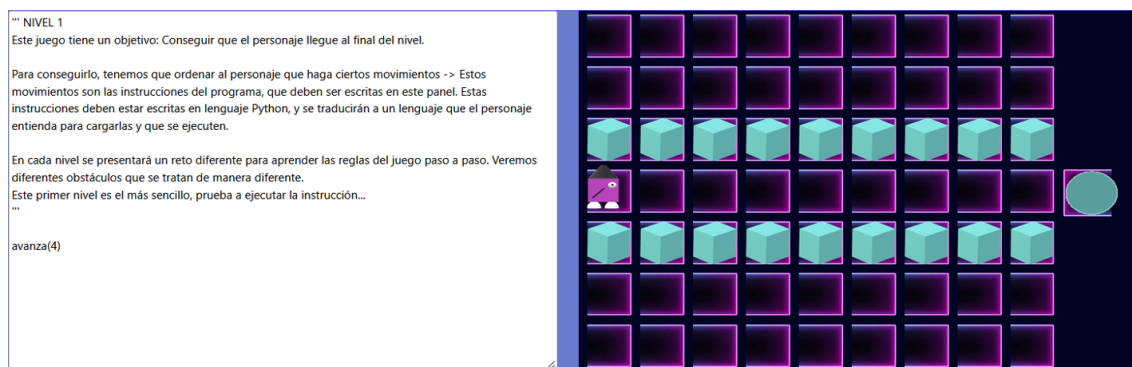 ''' NIVEL 1
Este juego tiene un objetivo: Conseguir que el personaje llegue al final del nivel.
Para conseguirlo, tenemos que ordenar al personaje que haga ciertos movimientos -> Estos
movimientos son las instrucciones del programa, que deben ser escritas en este panel. Estas
instrucciones deben estar escritas en lenguaje Python, y se traducirán a un lenguaje que el personaje
entienda para cargarlas y que se ejecuten.
En cada nivel se presentará un reto diferente para aprender las reglas del juego paso a paso. Veremos
diferentes obstáculos que se tratan de manera diferente.
Este primer nivel es el más sencillo, prueba a ejecutar la instrucción...
'''
avanza(4)